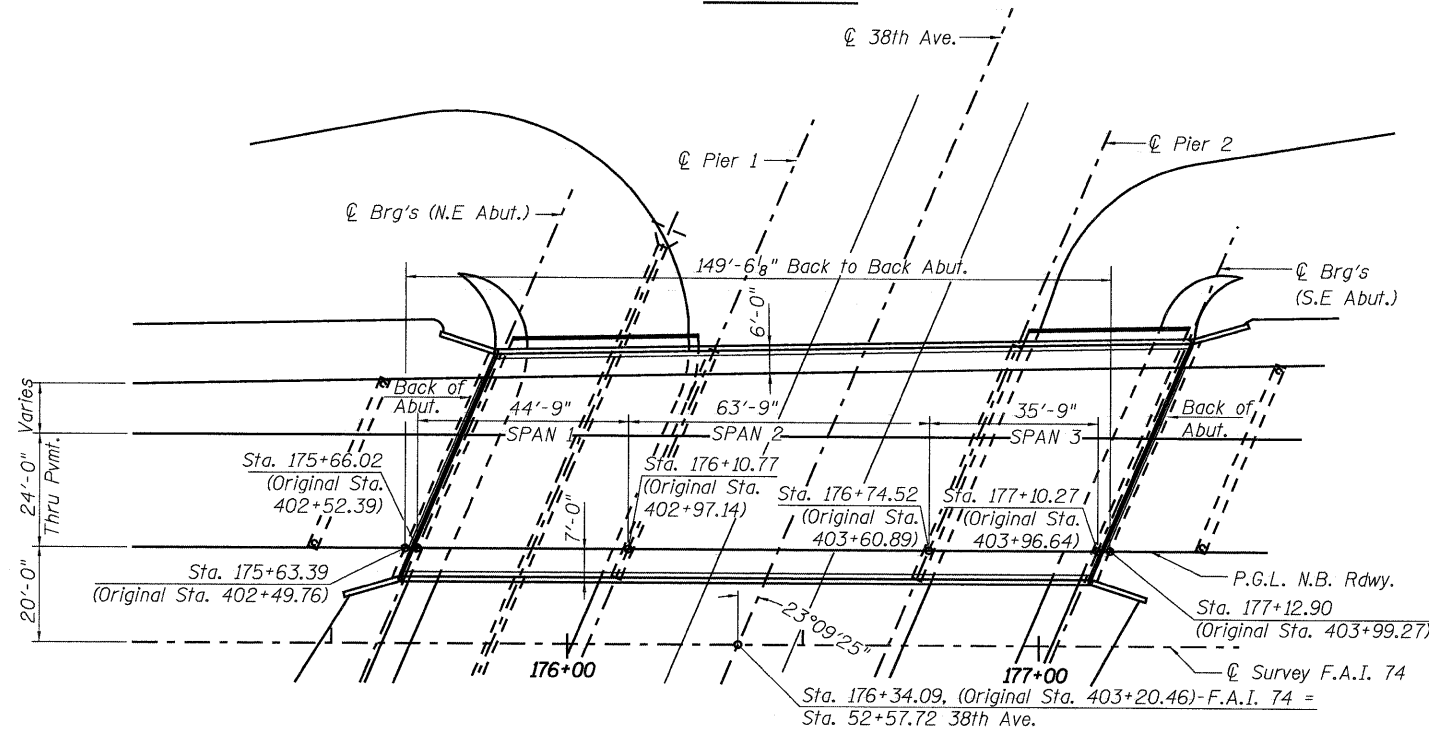 ℄ 38th Ave.
℄ Pier 1
℄ Pier 2
℄ Brg's (N.E Abut.)
149'-6⅛" Back to Back Abut.
℄ Brg's
(S.E Abut.)
6'-0"
Varies
Back of
Abut.
44'-9"
63'-9"
35'-9"
Back of
Abut.
SPAN 1
SPAN 2
SPAN 3
24'-0"
Thru Pvmt.
Sta. 175+66.02
(Original Sta.
402+52.39)
Sta. 176+10.77
(Original Sta.
402+97.14)
Sta. 176+74.52
(Original Sta.
403+60.89)
Sta. 177+10.27
(Original Sta.
403+96.64)
7'-0"
20'-0"
Sta. 175+63.39
(Original Sta. 402+49.76)
P.G.L. N.B. Rdwy.
Sta. 177+12.90
(Original Sta. 403+99.27)
23°09'25"
176+00
177+00
℄ Survey F.A.I. 74
Sta. 176+34.09, (Original Sta. 403+20.46)-F.A.I. 74 =
Sta. 52+57.72 38th Ave.